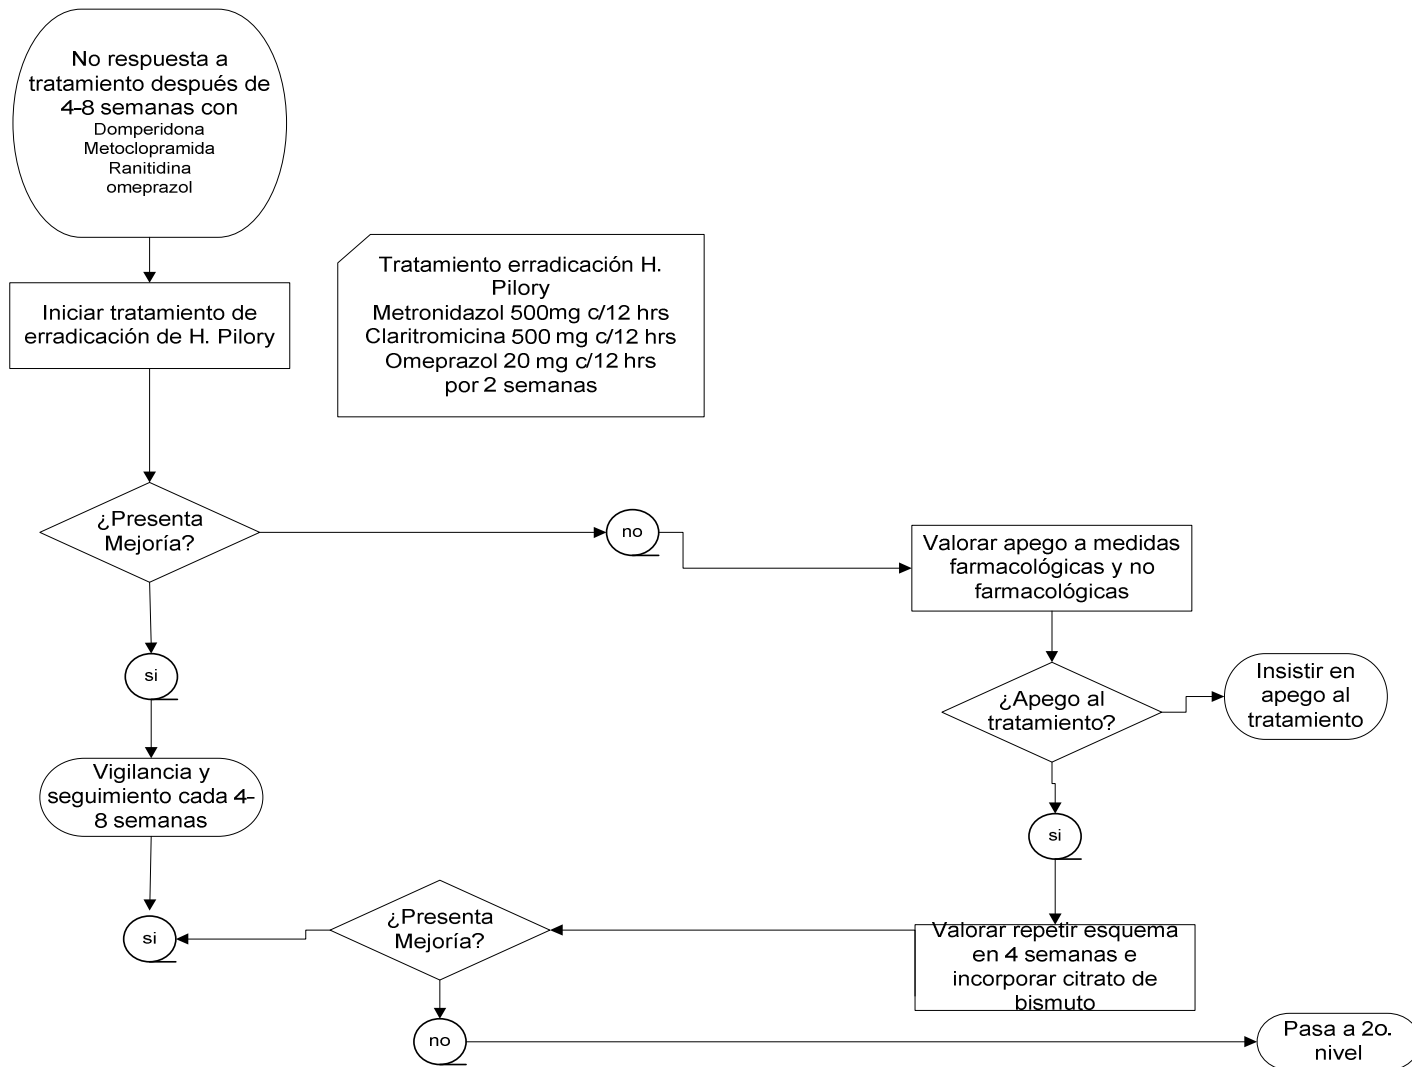 No respuesta a
tratamiento después de
4-8 semanas con
Domperidona
Metoclopramida
Ranitidina
omeprazol
Iniciar tratamiento de
erradicación de H. Pilory
Tratamiento erradicación H.
Pilory
Metronidazol 500mg c/12 hrs
Claritromicina 500 mg c/12 hrs
Omeprazol 20 mg c/12 hrs
por 2 semanas
¿Presenta
Mejoría?
no
Valorar apego a medidas
farmacológicas y no
farmacológicas
si
¿Apego al
tratamiento?
Insistir en
apego al
tratamiento
Vigilancia y
seguimiento cada 4-
8 semanas
si
Valorar repetir esquema
en 4 semanas e
incorporar citrato de
bismuto
¿Presenta
Mejoría?
si
no
Pasa a 2o.
nivel